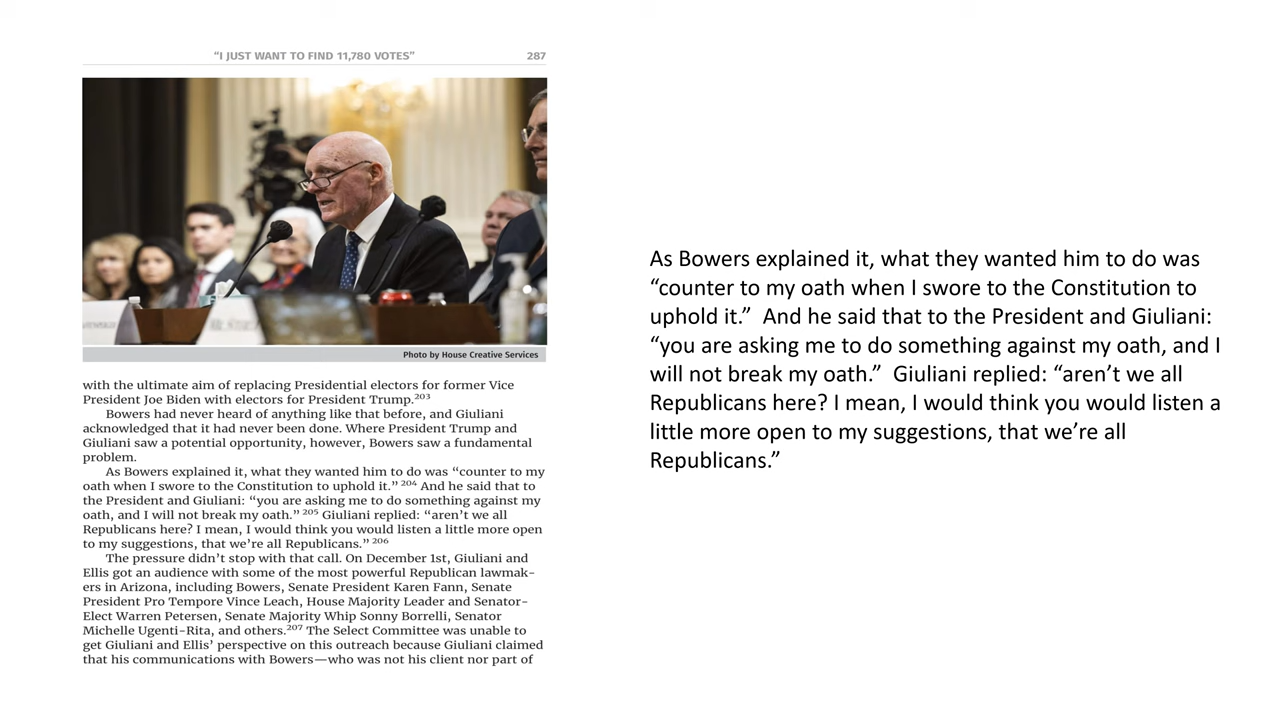 “I JUST WANT TO FIND 11,780 VOTES” 287
Photo by House Creative Services
with the ultimate aim of replacing Presidential electors for former Vice
President Joe Biden with electors for President Trump.²⁰³
Bowers had never heard of anything like that before, and Giuliani
acknowledged that it had never been done. Where President Trump and
Giuliani saw a potential opportunity, however, Bowers saw a fundamental
problem.
As Bowers explained it, what they wanted him to do was “counter to my
oath when I swore to the Constitution to uphold it.” ²⁰⁴ And he said that to
the President and Giuliani: “you are asking me to do something against my
oath, and I will not break my oath.” ²⁰⁵ Giuliani replied: “aren’t we all
Republicans here? I mean, I would think you would listen a little more open
to my suggestions, that we’re all Republicans.” ²⁰⁶
The pressure didn’t stop with that call. On December 1st, Giuliani and
Ellis got an audience with some of the most powerful Republican lawmak-
ers in Arizona, including Bowers, Senate President Karen Fann, Senate
President Pro Tempore Vince Leach, House Majority Leader and Senator-
Elect Warren Petersen, Senate Majority Whip Sonny Borrelli, Senator
Michelle Ugenti-Rita, and others.²⁰⁷ The Select Committee was unable to
get Giuliani and Ellis’ perspective on this outreach because Giuliani claimed
that his communications with Bowers—who was not his client nor part of
As Bowers explained it, what they wanted him to do was
“counter to my oath when I swore to the Constitution to
uphold it.”  And he said that to the President and Giuliani:
“you are asking me to do something against my oath, and I
will not break my oath.”  Giuliani replied: “aren’t we all
Republicans here? I mean, I would think you would listen a
little more open to my suggestions, that we’re all
Republicans.”